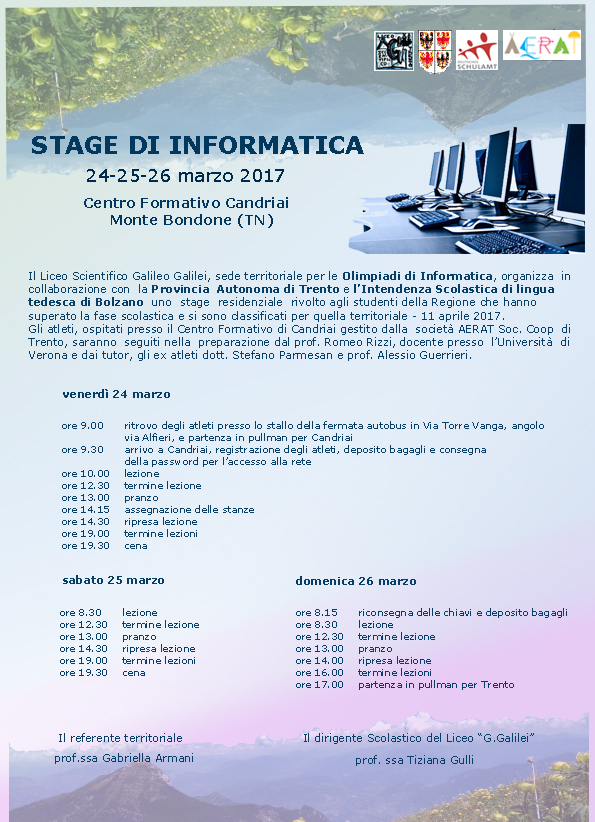 SCHULAMT
AERAT
STAGE DI INFORMATICA
24-25-26 marzo 2017
Centro Formativo Candriai
Monte Bondone (TN)
Il Liceo Scientifico Galileo Galilei, sede territoriale per le Olimpiadi di Informatica, organizza in
collaborazione con la Provincia Autonoma di Trento e l'Intendenza Scolastica di lingua
tedesca di Bolzano uno stage residenziale rivolto agli studenti della Regione che hanno
superato la fase scolastica e si sono classificati per quella territoriale - 11 aprile 2017.
Gli atleti, ospitati presso il Centro Formativo di Candriai gestito dalla società AERAT Soc. Coop di
Trento, saranno seguiti nella preparazione dal prof. Romeo Rizzi, docente presso l'Università di
Verona e dai tutor, gli ex atleti dott. Stefano Parmesan e prof. Alessio Guerrieri.
venerdì 24 marzo
ore 9.00 ritrovo degli atleti presso lo stallo della fermata autobus in Via Torre Vanga, angolo
via Alfieri, e partenza in pullman per Candriai
ore 9.30 arrivo a Candriai, registrazione degli atleti, deposito bagagli e consegna
della password per l'accesso alla rete
ore 10.00 lezione
ore 12.30 termine lezione
ore 13.00 pranzo
ore 14.15 assegnazione delle stanze
ore 14.30 ripresa lezione
ore 19.00 termine lezioni
ore 19.30 cena
sabato 25 marzo
ore 8.30 lezione
ore 12.30 termine lezione
ore 13.00 pranzo
ore 14.30 ripresa lezione
ore 19.00 termine lezioni
ore 19.30 cena
domenica 26 marzo
ore 8.15 riconsegna delle chiavi e deposito bagagli
ore 8.30 lezione
ore 12.30 termine lezione
ore 13.00 pranzo
ore 14.00 ripresa lezione
ore 16.00 termine lezioni
ore 17.00 partenza in pullman per Trento
Il referente territoriale
prof.ssa Gabriella Armani
Il dirigente Scolastico del Liceo “G.Galilei”
prof. ssa Tiziana Gulli